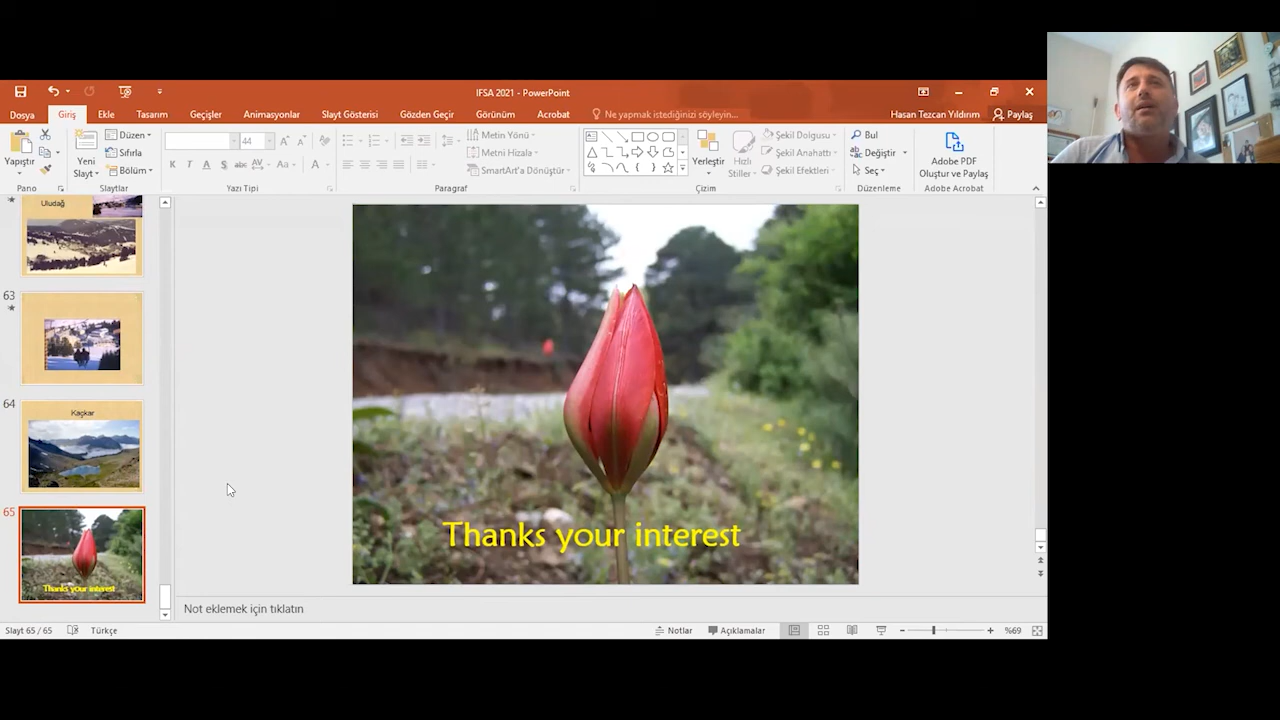 IFSA 2021 - PowerPoint
Dosya Giriş Ekle Tasarım Geçişler Animasyonlar Slayt Gösterisi Gözden Geçir Görünüm Acrobat Ne yapmak istediğinizi söyleyin... Hasan Tezcan Yıldırım Paylaş
Yapıştır
Pano
Yeni
Slayt
Düzen
Sıfırla
Bölüm
Slaytlar
44
K T A S abc AV Aa A
Yazı Tipi
Metin Yönü
Metni Hizala
SmartArt'a Dönüştür
Paragraf
Yerleştir
Hızlı
Stiller
Şekil Dolgusu
Şekil Anahattı
Şekil Efektleri
Çizim
Bul
Değiştir
Seç
Düzenleme
Adobe PDF
Oluştur ve Paylaş
Adobe Acrobat
Uludağ
63
64
Kaçkar
65
Thanks your interest
Thanks your interest
Not eklemek için tıklatın
Slayt 65 / 65 Türkçe Notlar Açıklamalar %69